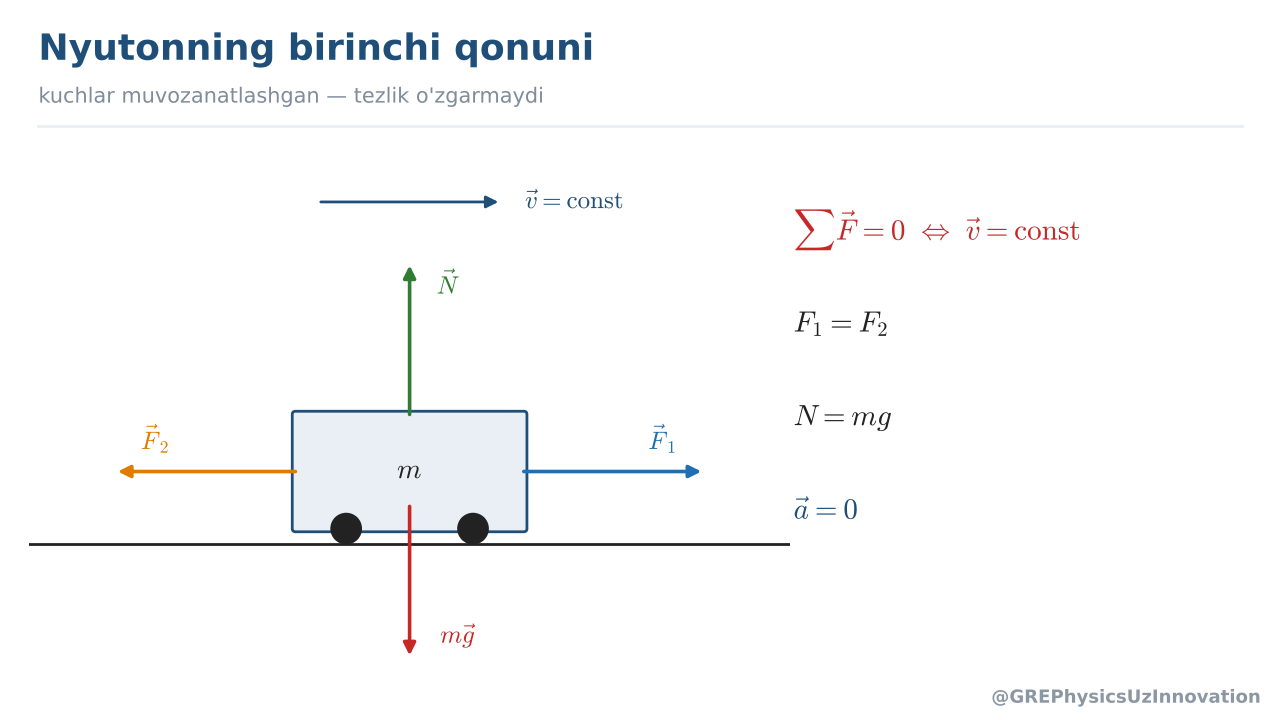 Nyutonning birinchi qonuni
kuchlar muvozanatlashgan — tezlik o'zgarmaydi
v⃗ = const
∑F⃗ = 0 ⇔ v⃗ = const
N⃗
F₁ = F₂
N = mg
F⃗₂
F⃗₁
m
a⃗ = 0
mg⃗
@GREPhysicsUzInnovation